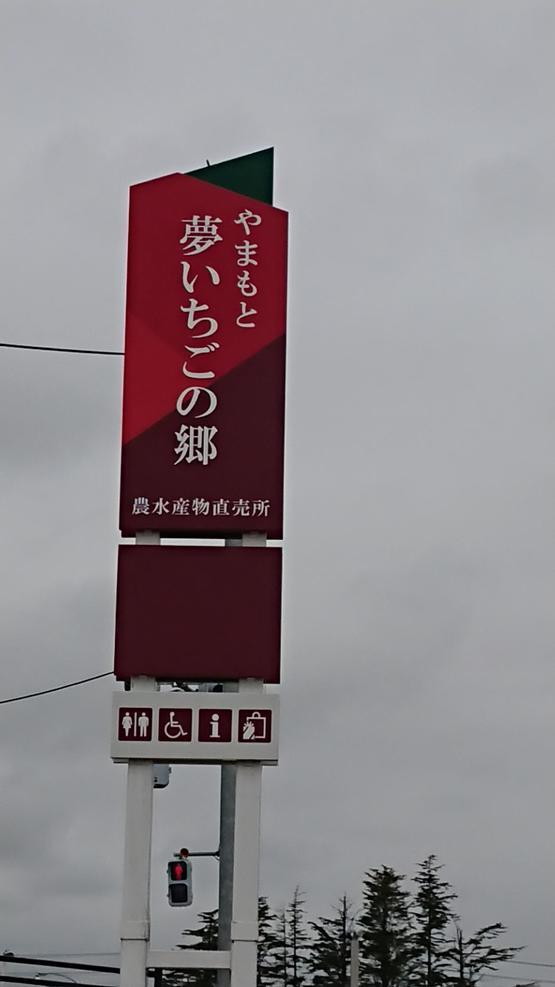 やまもと
夢いちごの郷
農水産物直売所